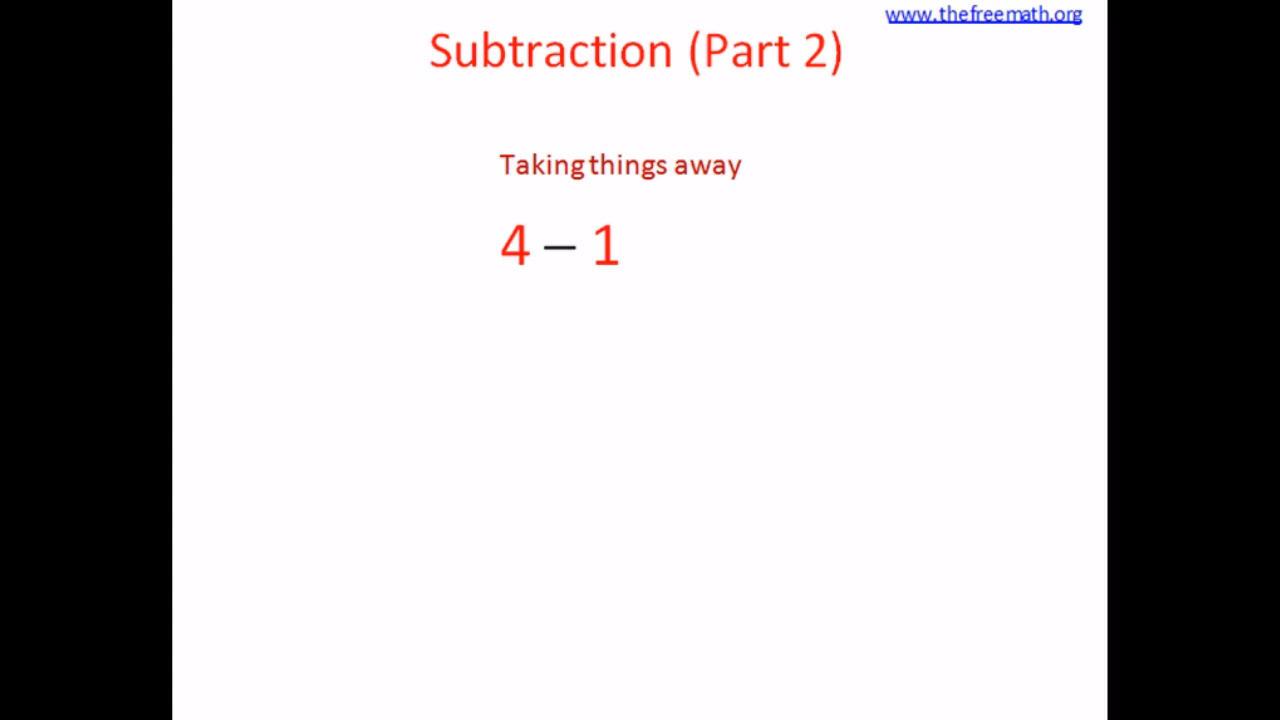 www.thefreemath.org
Subtraction (Part 2)
Taking things away
4 – 1